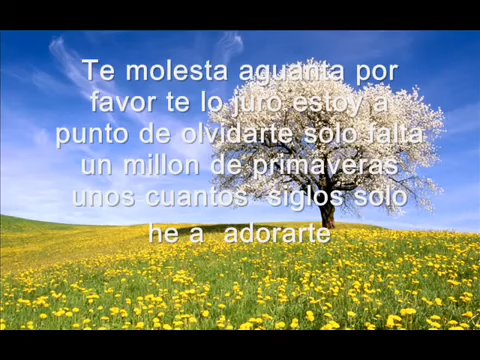 Te molesta aguanta por
favor te lo juro estoy a
punto de olvidarte solo falta
un millon de primaveras
unos cuantos siglos solo
he a adorarte